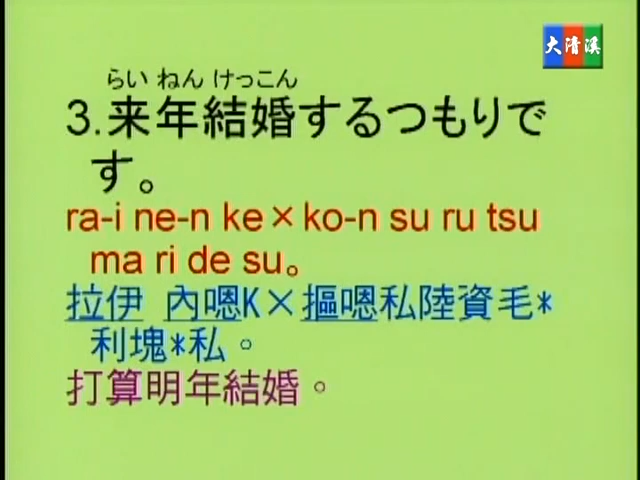 大清溪
らい ねん けっこん
3.来年結婚するつもりで
す。
ra-i ne-n ke×ko-n su ru tsu
ma ri de su。
拉伊 內嗯K×摳嗯私陸資毛*
利塊*私。
打算明年結婚。